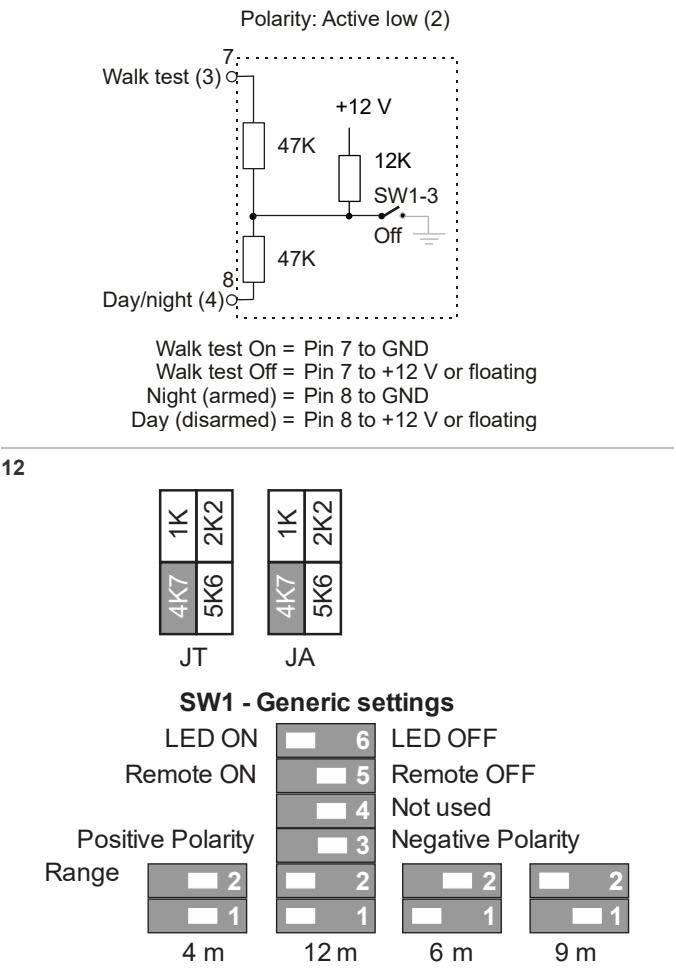 Polarity: Active low (2)
7
Walk test (3)
+12 V
47K
12K
SW1-3
Off
47K
8
Day/night (4)
Walk test On = Pin 7 to GND
Walk test Off = Pin 7 to +12 V or floating
Night (armed) = Pin 8 to GND
Day (disarmed) = Pin 8 to +12 V or floating
12
1K 2K2 1K 2K2
4K7 5K6 4K7 5K6
JT JA
SW1 - Generic settings
LED ON 6 LED OFF
Remote ON 5 Remote OFF
4 Not used
Positive Polarity 3 Negative Polarity
Range 2 2 2 2
1 1 1 1
4 m 12 m 6 m 9 m